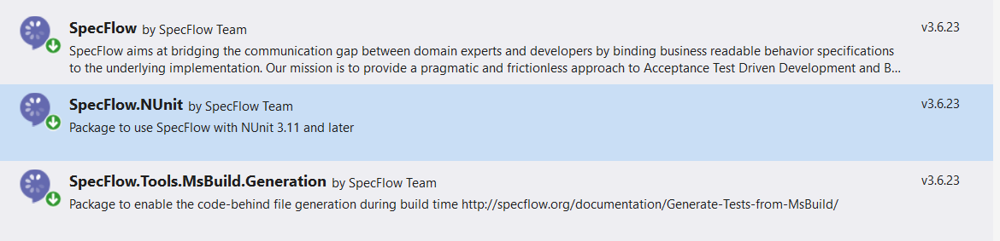 SpecFlow by SpecFlow Team v3.6.23
SpecFlow aims at bridging the communication gap between domain experts and developers by binding business readable behavior specifications
to the underlying implementation. Our mission is to provide a pragmatic and frictionless approach to Acceptance Test Driven Development and B...
SpecFlow.NUnit by SpecFlow Team v3.6.23
Package to use SpecFlow with NUnit 3.11 and later
SpecFlow.Tools.MsBuild.Generation by SpecFlow Team v3.6.23
Package to enable the code-behind file generation during build time http://specflow.org/documentation/Generate-Tests-from-MsBuild/